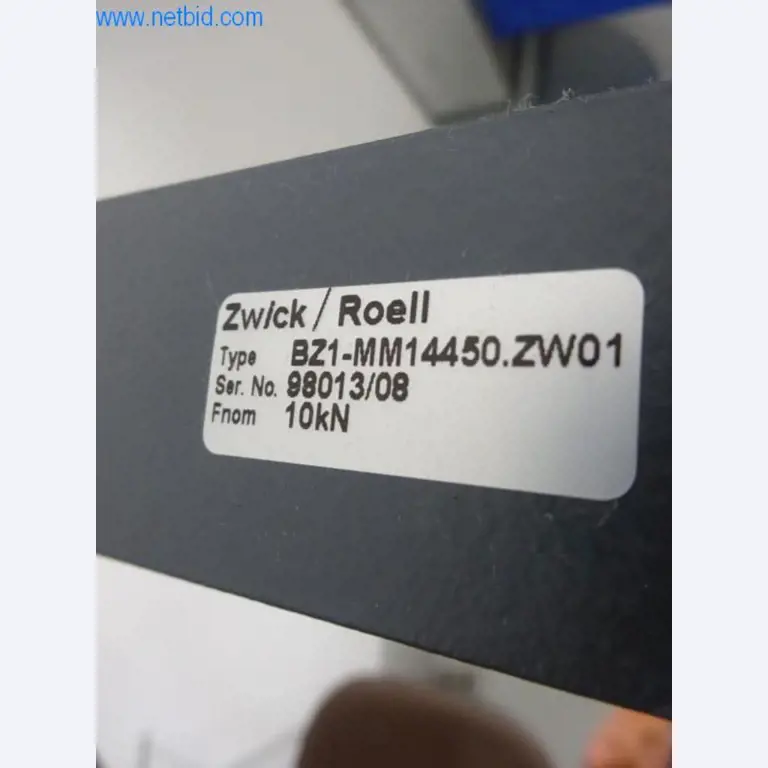 www.netbid.com
Zwick / Roell
Type BZ1-MM14450.ZW01
Ser. No. 98013/08
Fnom 10kN